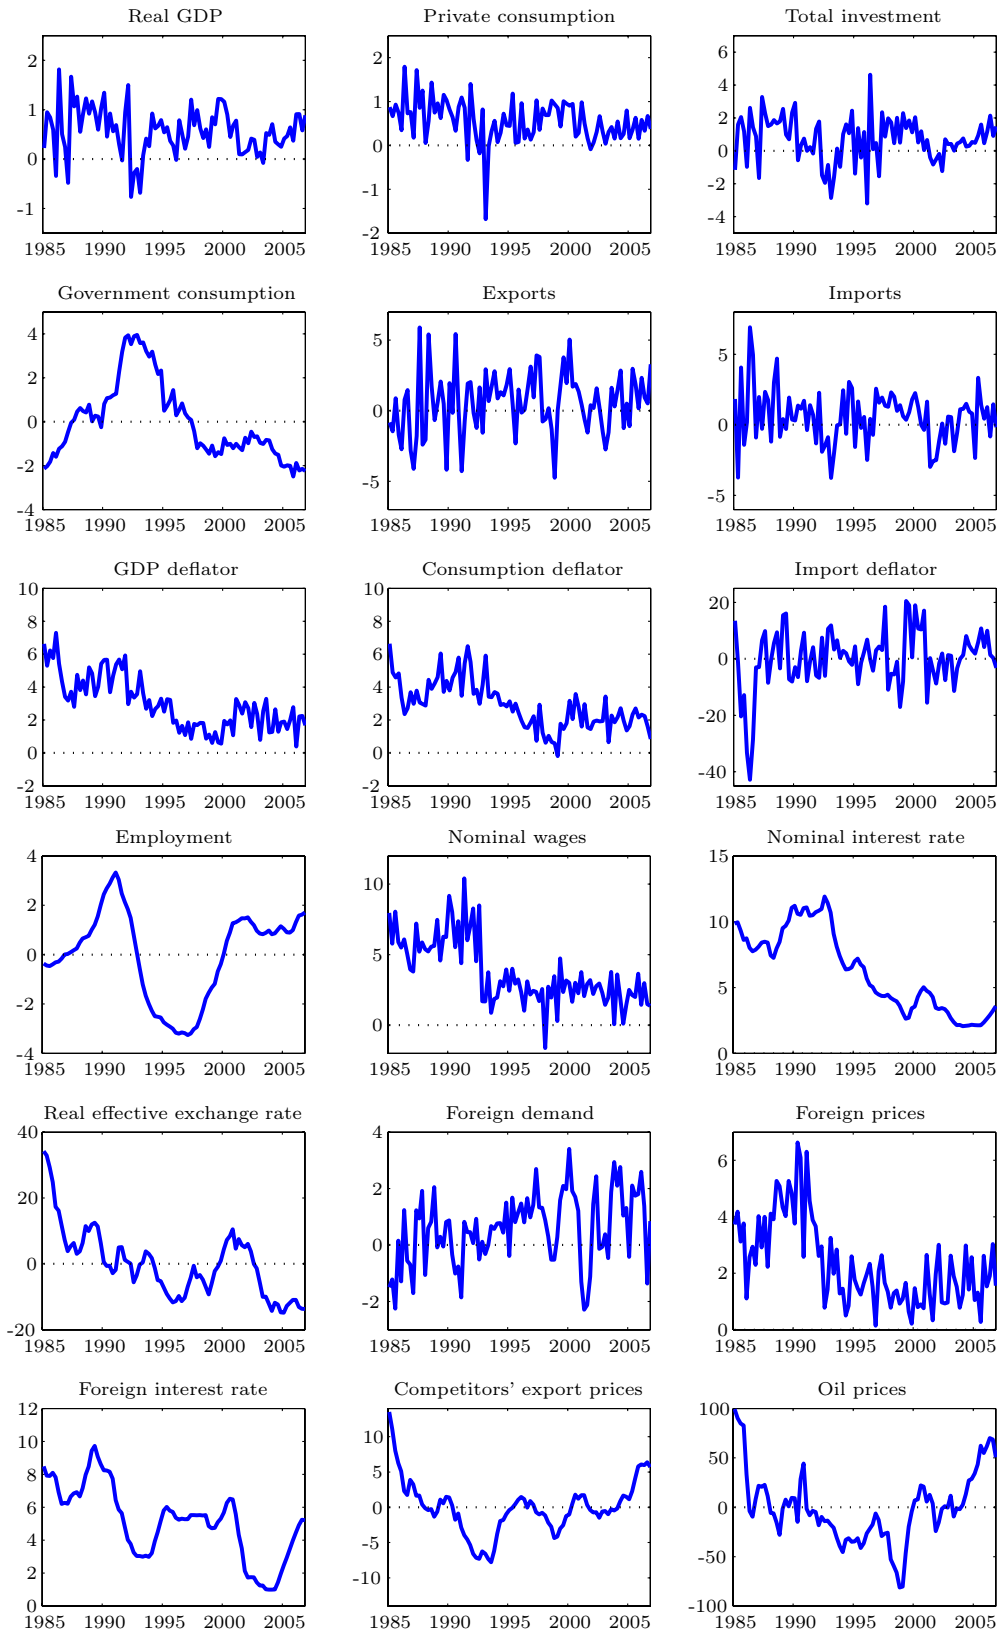 Real GDP
2
1
0
-1
1985 1990 1995 2000 2005
Private consumption
2
1
0
-1
-2
1985 1990 1995 2000 2005
Total investment
6
4
2
0
-2
-4
1985 1990 1995 2000 2005
Government consumption
4
2
0
-2
-4
1985 1990 1995 2000 2005
Exports
5
0
-5
1985 1990 1995 2000 2005
Imports
5
0
-5
1985 1990 1995 2000 2005
GDP deflator
10
8
6
4
2
0
-2
1985 1990 1995 2000 2005
Consumption deflator
10
8
6
4
2
0
-2
1985 1990 1995 2000 2005
Import deflator
20
0
-20
-40
1985 1990 1995 2000 2005
Employment
4
2
0
-2
-4
1985 1990 1995 2000 2005
Nominal wages
10
5
0
1985 1990 1995 2000 2005
Nominal interest rate
15
10
5
0
1985 1990 1995 2000 2005
Real effective exchange rate
40
20
0
-20
1985 1990 1995 2000 2005
Foreign demand
4
2
0
-2
1985 1990 1995 2000 2005
Foreign prices
6
4
2
0
1985 1990 1995 2000 2005
Foreign interest rate
12
10
8
6
4
2
0
1985 1990 1995 2000 2005
Competitors' export prices
10
5
0
-5
-10
1985 1990 1995 2000 2005
Oil prices
100
50
0
-50
-100
1985 1990 1995 2000 2005